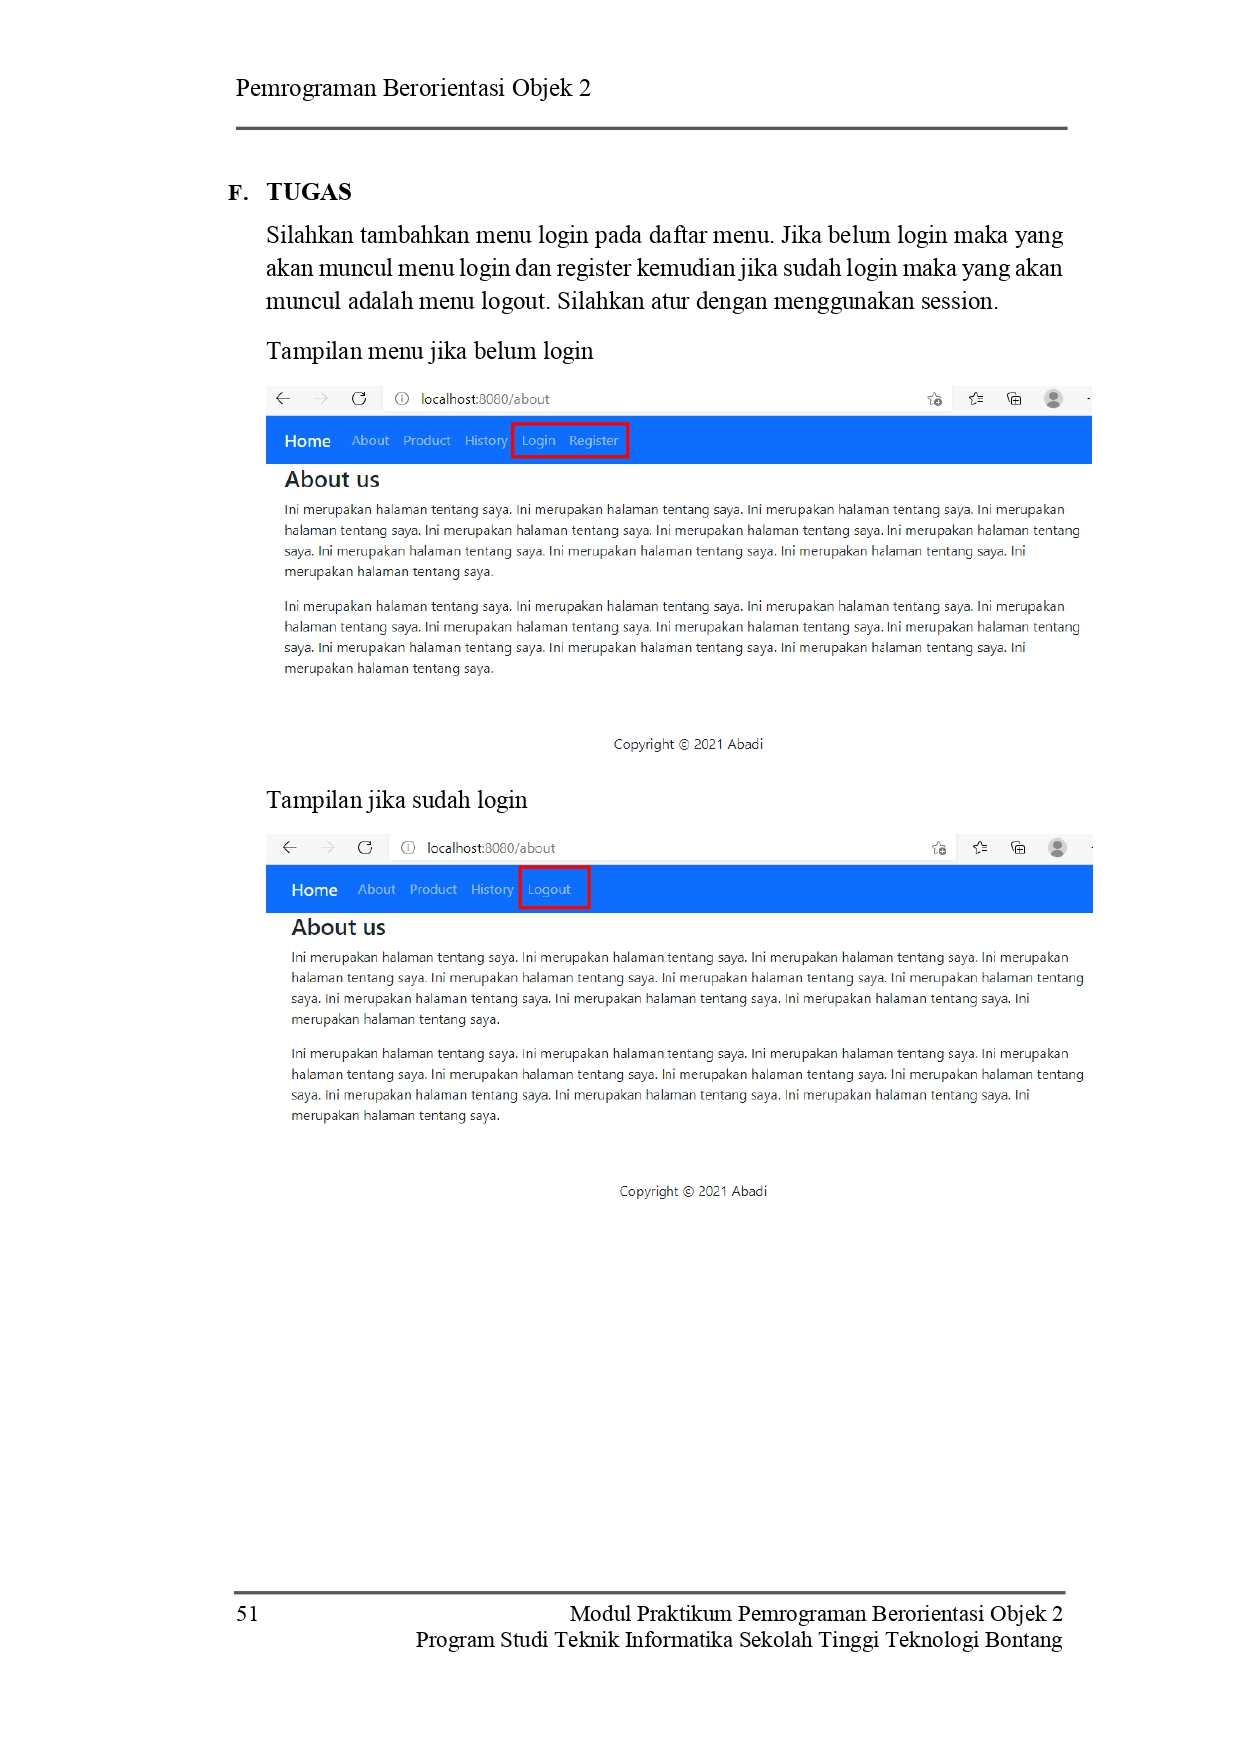 Pemrograman Berorientasi Objek 2
F. TUGAS
Silahkan tambahkan menu login pada daftar menu. Jika belum login maka yang
akan muncul menu login dan register kemudian jika sudah login maka yang akan
muncul adalah menu logout. Silahkan atur dengan menggunakan session.
Tampilan menu jika belum login
localhost:8080/about
Home About Product History Login Register
About us
Ini merupakan halaman tentang saya. Ini merupakan halaman tentang saya. Ini merupakan halaman tentang saya. Ini merupakan
halaman tentang saya. Ini merupakan halaman tentang saya. Ini merupakan halaman tentang saya. Ini merupakan halaman tentang
saya. Ini merupakan halaman tentang saya. Ini merupakan halaman tentang saya. Ini merupakan halaman tentang saya. Ini
merupakan halaman tentang saya.
Ini merupakan halaman tentang saya. Ini merupakan halaman tentang saya. Ini merupakan halaman tentang saya. Ini merupakan
halaman tentang saya. Ini merupakan halaman tentang saya. Ini merupakan halaman tentang saya. Ini merupakan halaman tentang
saya. Ini merupakan halaman tentang saya. Ini merupakan halaman tentang saya. Ini merupakan halaman tentang saya. Ini
merupakan halaman tentang saya.
Copyright © 2021 Abadi
Tampilan jika sudah login
localhost:8080/about
Home About Product History Logout
About us
Ini merupakan halaman tentang saya. Ini merupakan halaman tentang saya. Ini merupakan halaman tentang saya. Ini merupakan
halaman tentang saya. Ini merupakan halaman tentang saya. Ini merupakan halaman tentang saya. Ini merupakan halaman tentang
saya. Ini merupakan halaman tentang saya. Ini merupakan halaman tentang saya. Ini merupakan halaman tentang saya. Ini
merupakan halaman tentang saya.
Ini merupakan halaman tentang saya. Ini merupakan halaman tentang saya. Ini merupakan halaman tentang saya. Ini merupakan
halaman tentang saya. Ini merupakan halaman tentang saya. Ini merupakan halaman tentang saya. Ini merupakan halaman tentang
saya. Ini merupakan halaman tentang saya. Ini merupakan halaman tentang saya. Ini merupakan halaman tentang saya. Ini
merupakan halaman tentang saya.
Copyright © 2021 Abadi
51 Modul Praktikum Pemrograman Berorientasi Objek 2
Program Studi Teknik Informatika Sekolah Tinggi Teknologi Bontang